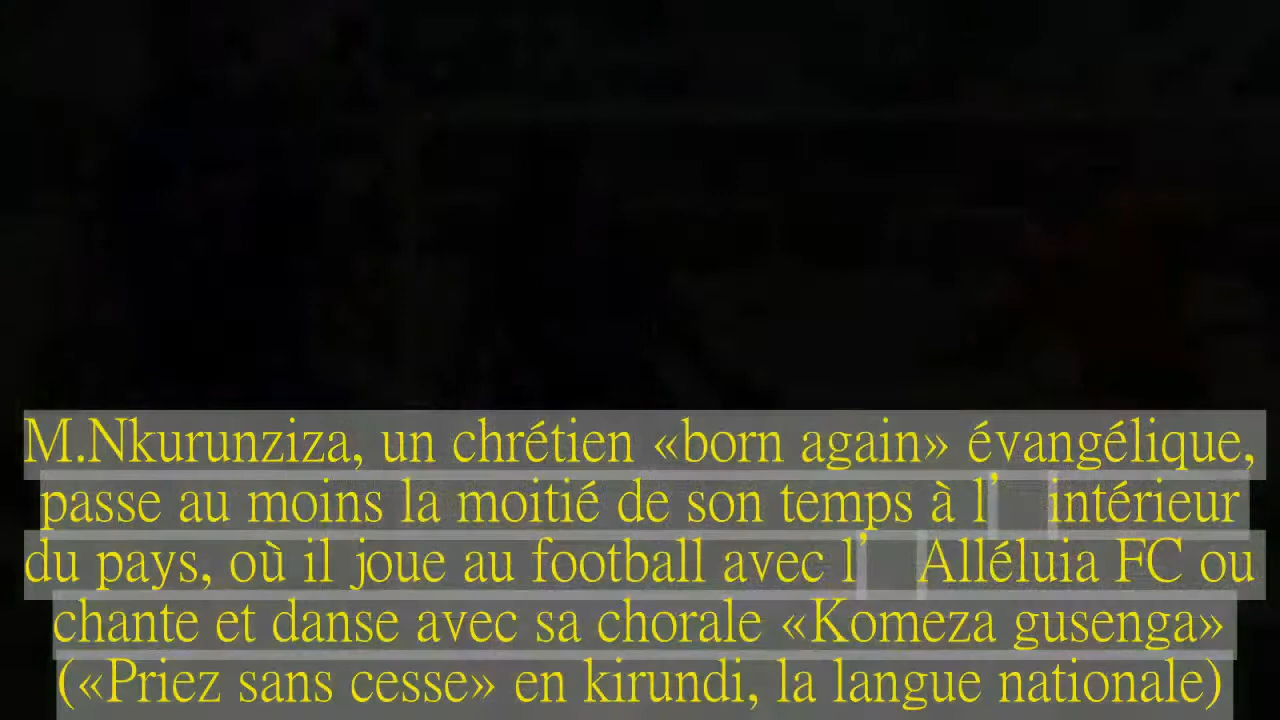 M.Nkurunziza, un chrétien «born again» évangélique,
passe au moins la moitié de son temps à l’ intérieur
du pays, où il joue au football avec l’ Alléluia FC ou
chante et danse avec sa chorale «Komeza gusenga»
(«Priez sans cesse» en kirundi, la langue nationale)